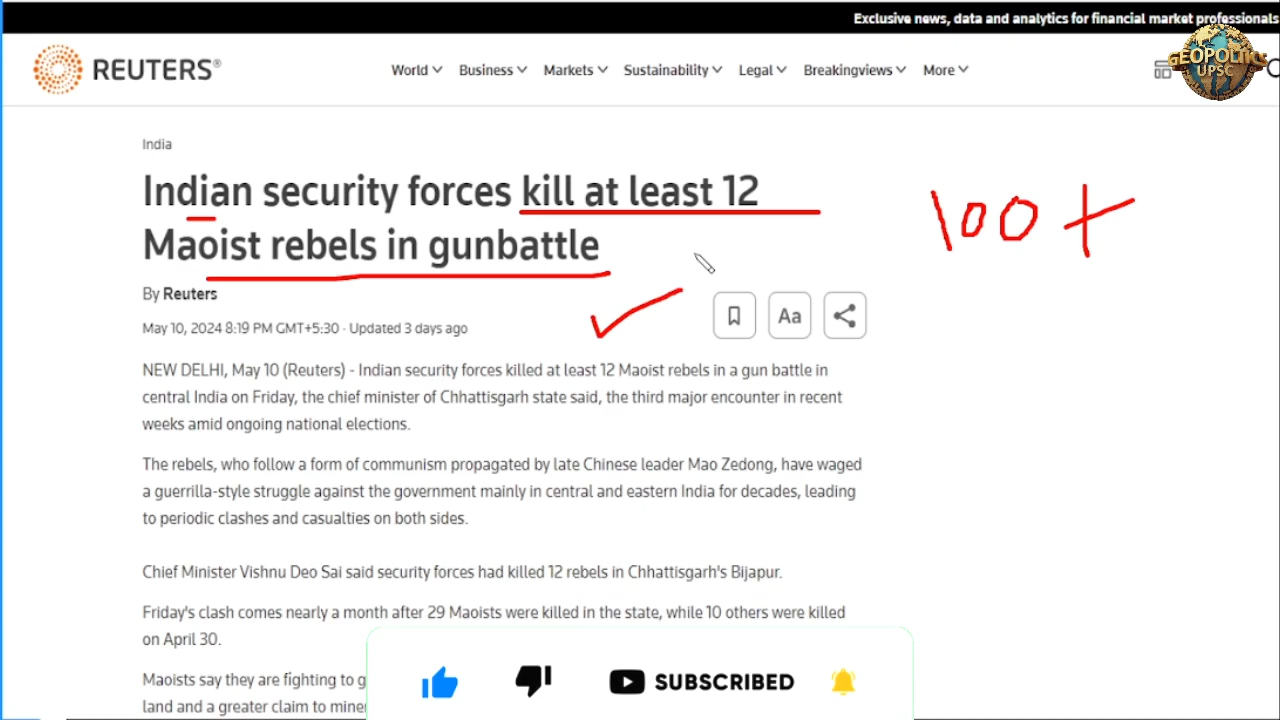 Exclusive news, data and analytics for financial market professionals
REUTERS®
World Business Markets Sustainability Legal Breakingviews More
GEOPOLITICS
UPSC
India
Indian security forces kill at least 12
Maoist rebels in gunbattle
100+
By Reuters
May 10, 2024 8:19 PM GMT+5:30 · Updated 3 days ago
Aa
NEW DELHI, May 10 (Reuters) - Indian security forces killed at least 12 Maoist rebels in a gun battle in
central India on Friday, the chief minister of Chhattisgarh state said, the third major encounter in recent
weeks amid ongoing national elections.
The rebels, who follow a form of communism propagated by late Chinese leader Mao Zedong, have waged
a guerrilla-style struggle against the government mainly in central and eastern India for decades, leading
to periodic clashes and casualties on both sides.
Chief Minister Vishnu Deo Sai said security forces had killed 12 rebels in Chhattisgarh's Bijapur.
Friday's clash comes nearly a month after 29 Maoists were killed in the state, while 10 others were killed
on April 30.
Maoists say they are fighting to g
land and a greater claim to mine
SUBSCRIBED